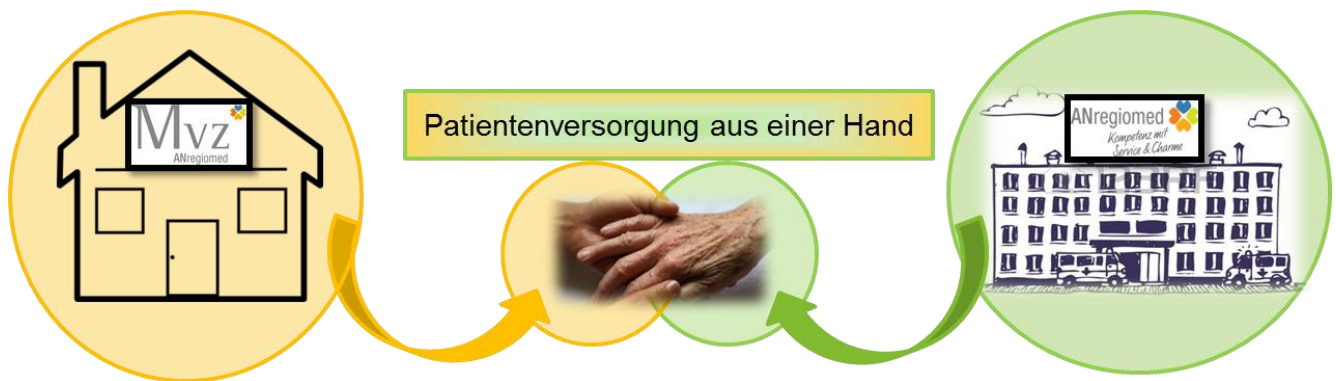 Mvz
ANregiomed
Patientenversorgung aus einer Hand
ANregiomed
Kompetenz mit
Service & Charme